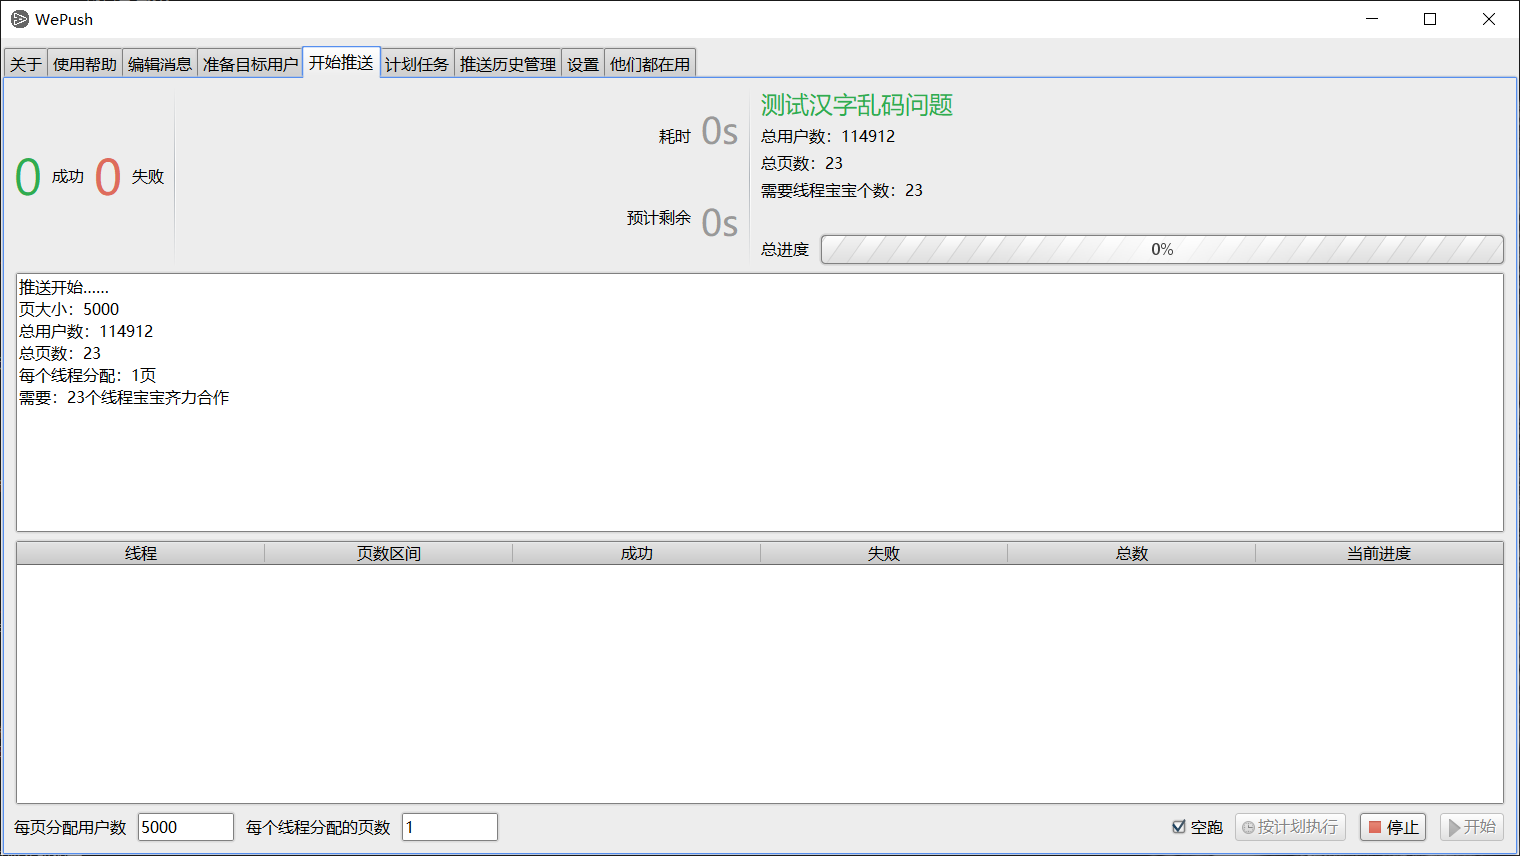 WePush
关于 使用帮助 编辑消息 准备目标用户 开始推送 计划任务 推送历史管理 设置 他们都在用
0 成功 0 失败
耗时 0s
预计剩余 0s
测试汉字乱码问题
总用户数：114912
总页数：23
需要线程宝宝个数：23
总进度 0%
推送开始......
页大小：5000
总用户数：114912
总页数：23
每个线程分配：1页
需要：23个线程宝宝齐力合作
线程 页数区间 成功 失败 总数 当前进度
每页分配用户数 5000 每个线程分配的页数 1 空跑 按计划执行 停止 开始